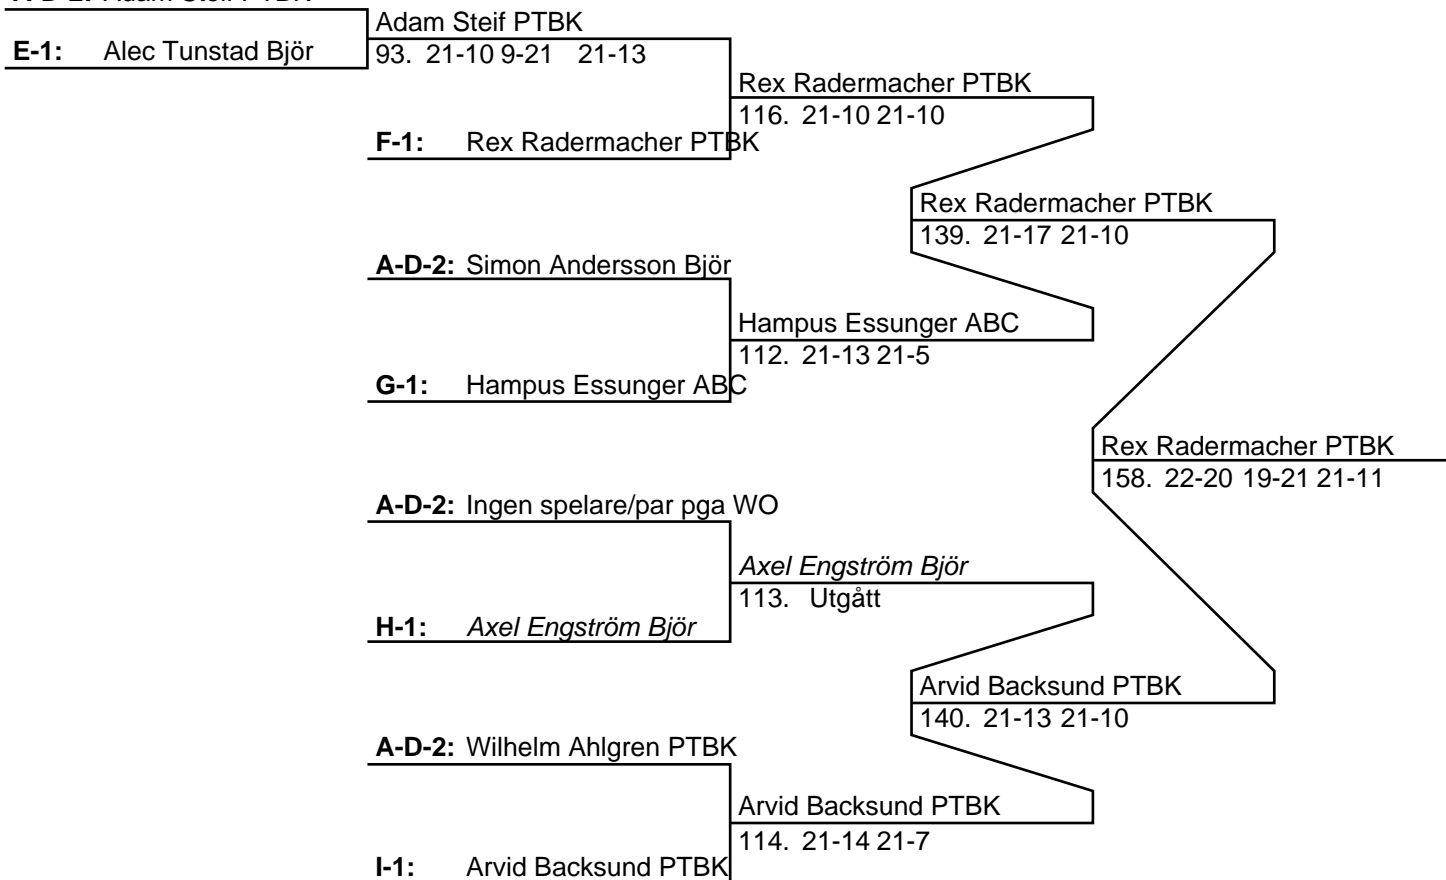 Adam Steif PTBK
E-1: Alec Tunstad Björ
93. 21-10 9-21 21-13
Rex Radermacher PTBK
116. 21-10 21-10
F-1: Rex Radermacher PTBK
Rex Radermacher PTBK
139. 21-17 21-10
A-D-2: Simon Andersson Björ
Hampus Essunger ABC
112. 21-13 21-5
G-1: Hampus Essunger ABC
Rex Radermacher PTBK
158. 22-20 19-21 21-11
A-D-2: Ingen spelare/par pga WO
Axel Engström Björ
113. Utgått
H-1: Axel Engström Björ
Arvid Backsund PTBK
140. 21-13 21-10
A-D-2: Wilhelm Ahlgren PTBK
Arvid Backsund PTBK
114. 21-14 21-7
I-1: Arvid Backsund PTBK